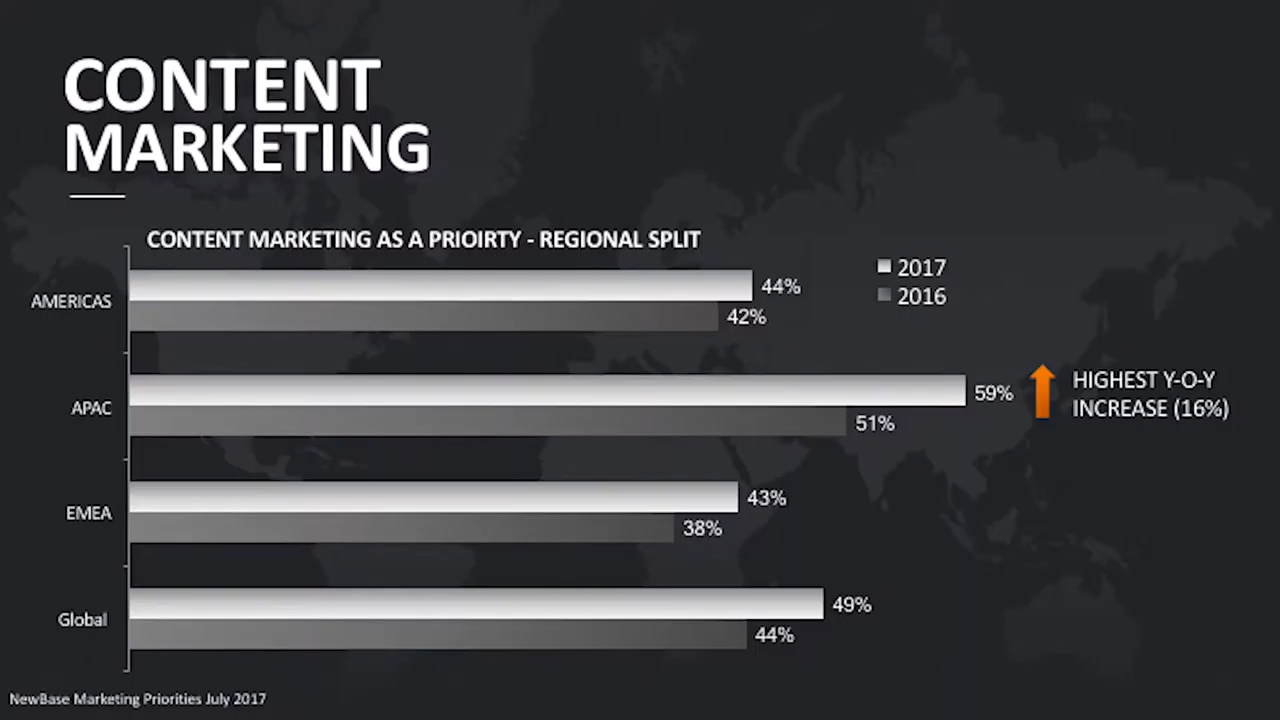 CONTENT
MARKETING
CONTENT MARKETING AS A PRIOIRTY - REGIONAL SPLIT
2017
2016
AMERICAS
44%
42%
APAC
59%
51%
HIGHEST Y-O-Y
INCREASE (16%)
EMEA
43%
38%
Global
49%
44%
NewBase Marketing Priorities July 2017